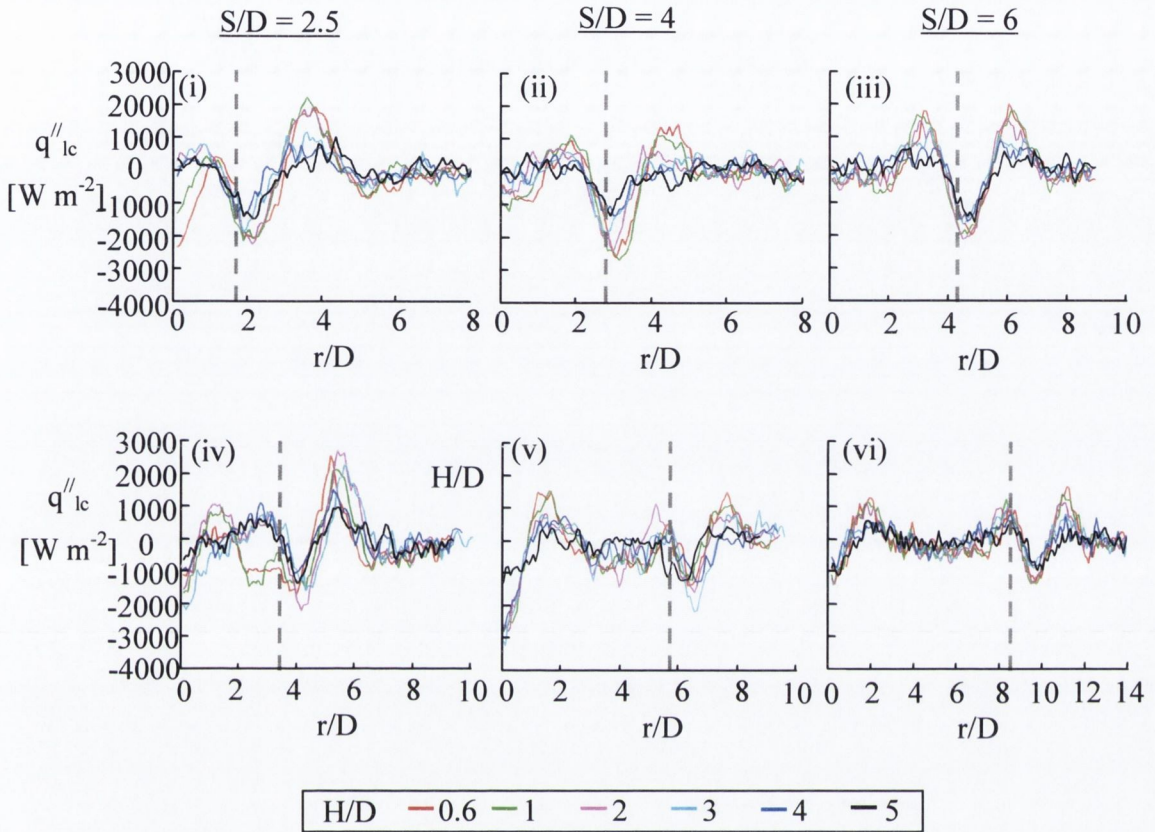 S/D = 2.5
S/D = 4
S/D = 6
3000
2000
1000
0
-1000
-2000
-3000
-4000
q″lc
[W m-2]
(i)
(ii)
(iii)
0 2 4 6 8
0 2 4 6 8
0 2 4 6 8 10
r/D
r/D
r/D
3000
2000
1000
0
-1000
-2000
-3000
-4000
q″lc
[W m-2]
(iv)
H/D
(v)
(vi)
0 2 4 6 8 10
0 2 4 6 8 10
0 2 4 6 8 10 12 14
r/D
r/D
r/D
H/D 0.6 1 2 3 4 5